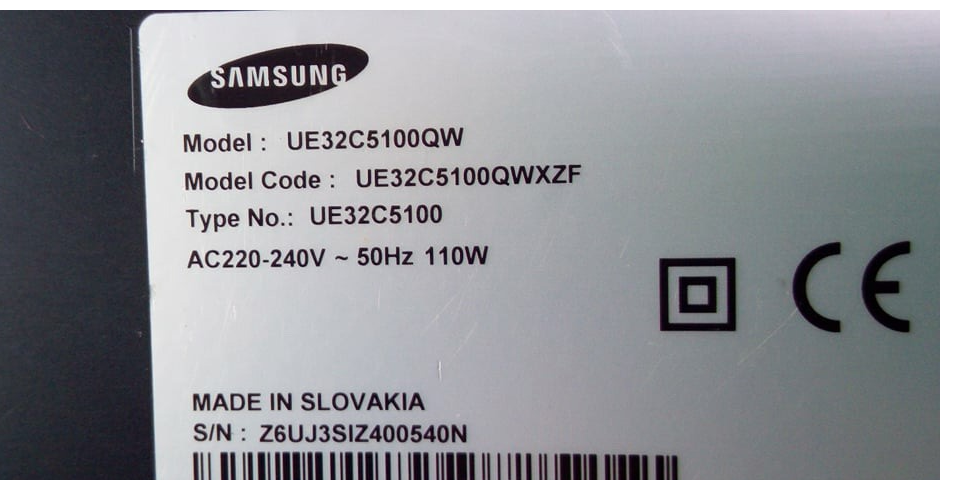 SAMSUNG
Model : UE32C5100QW
Model Code : UE32C5100QWXZF
Type No.: UE32C5100
AC220-240V ~ 50Hz 110W
CE
MADE IN SLOVAKIA
S/N : Z6UJ3SIZ400540N